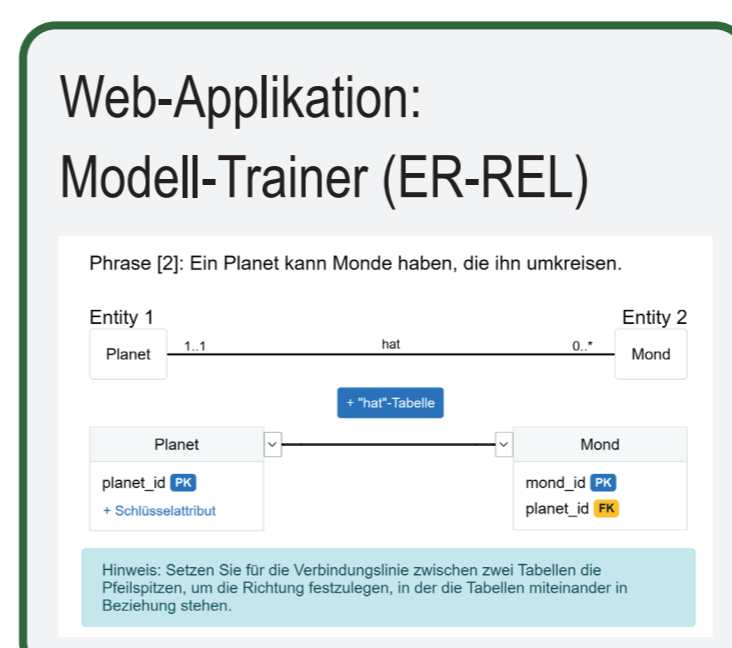 Web-Applikation:
Modell-Trainer (ER-REL)
Phrase [2]: Ein Planet kann Monde haben, die ihn umkreisen.
Entity 1
Entity 2
Planet
1..1
hat
0..*
Mond
+ "hat"-Tabelle
Planet
Mond
planet_id PK
+ Schlüsselattribut
mond_id PK
planet_id FK
Hinweis: Setzen Sie für die Verbindungslinie zwischen zwei Tabellen die
Pfeilspitzen, um die Richtung festzulegen, in der die Tabellen miteinander in
Beziehung stehen.